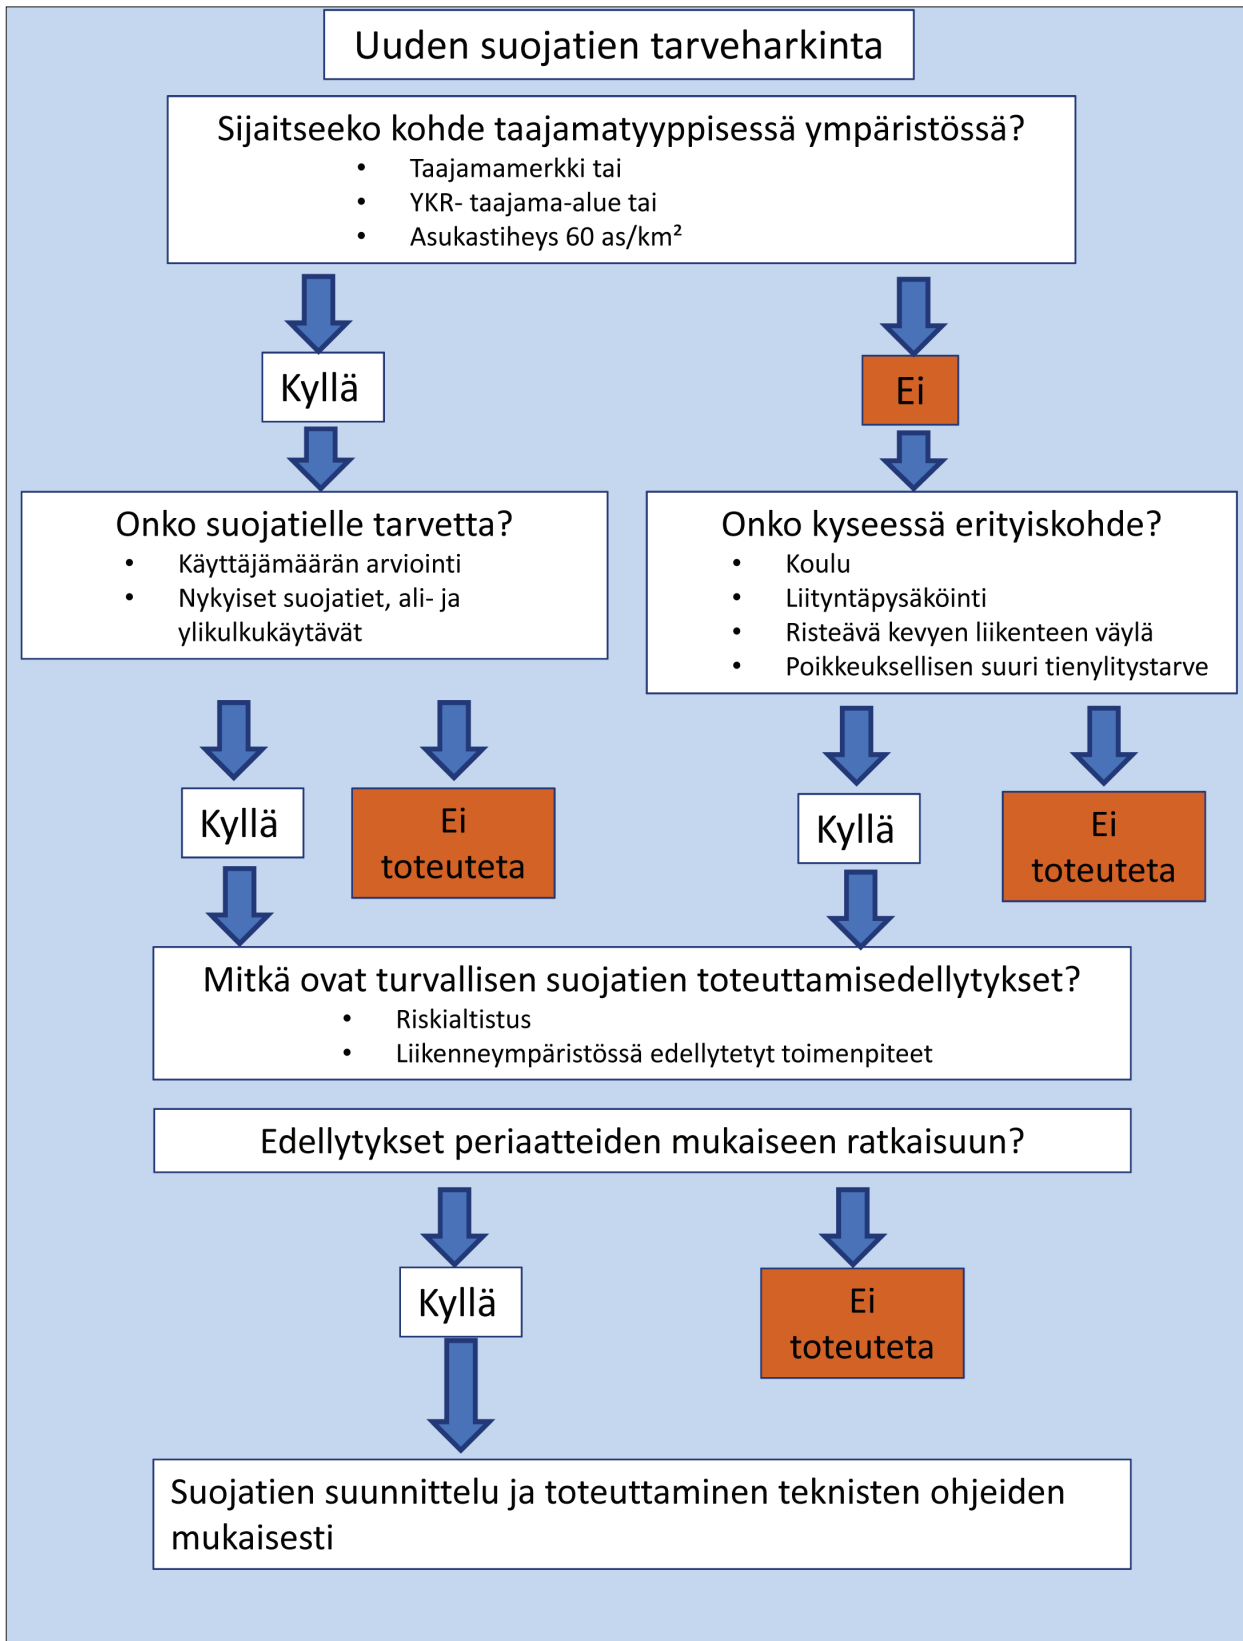 Uuden suojatien tarveharkinta
Sijaitseeko kohde taajamatyyppisessä ympäristössä?
• Taajamamerkki tai
• YKR- taajama-alue tai
• Asukastiheys 60 as/km²
Kyllä
Ei
Onko suojatielle tarvetta?
• Käyttäjämäärän arviointi
• Nykyiset suojatiet, ali- ja
ylikulkukäytävät
Onko kyseessä erityiskohde?
• Koulu
• Liityntäpysäköinti
• Risteävä kevyen liikenteen väylä
• Poikkeuksellisen suuri tienylitystarve
Kyllä
Ei
toteuteta
Kyllä
Ei
toteuteta
Mitkä ovat turvallisen suojatien toteuttamisedellytykset?
• Riskialtistus
• Liikenneympäristössä edellytetyt toimenpiteet
Edellytykset periaatteiden mukaiseen ratkaisuun?
Kyllä
Ei
toteuteta
Suojatien suunnittelu ja toteuttaminen teknisten ohjeiden
mukaisesti